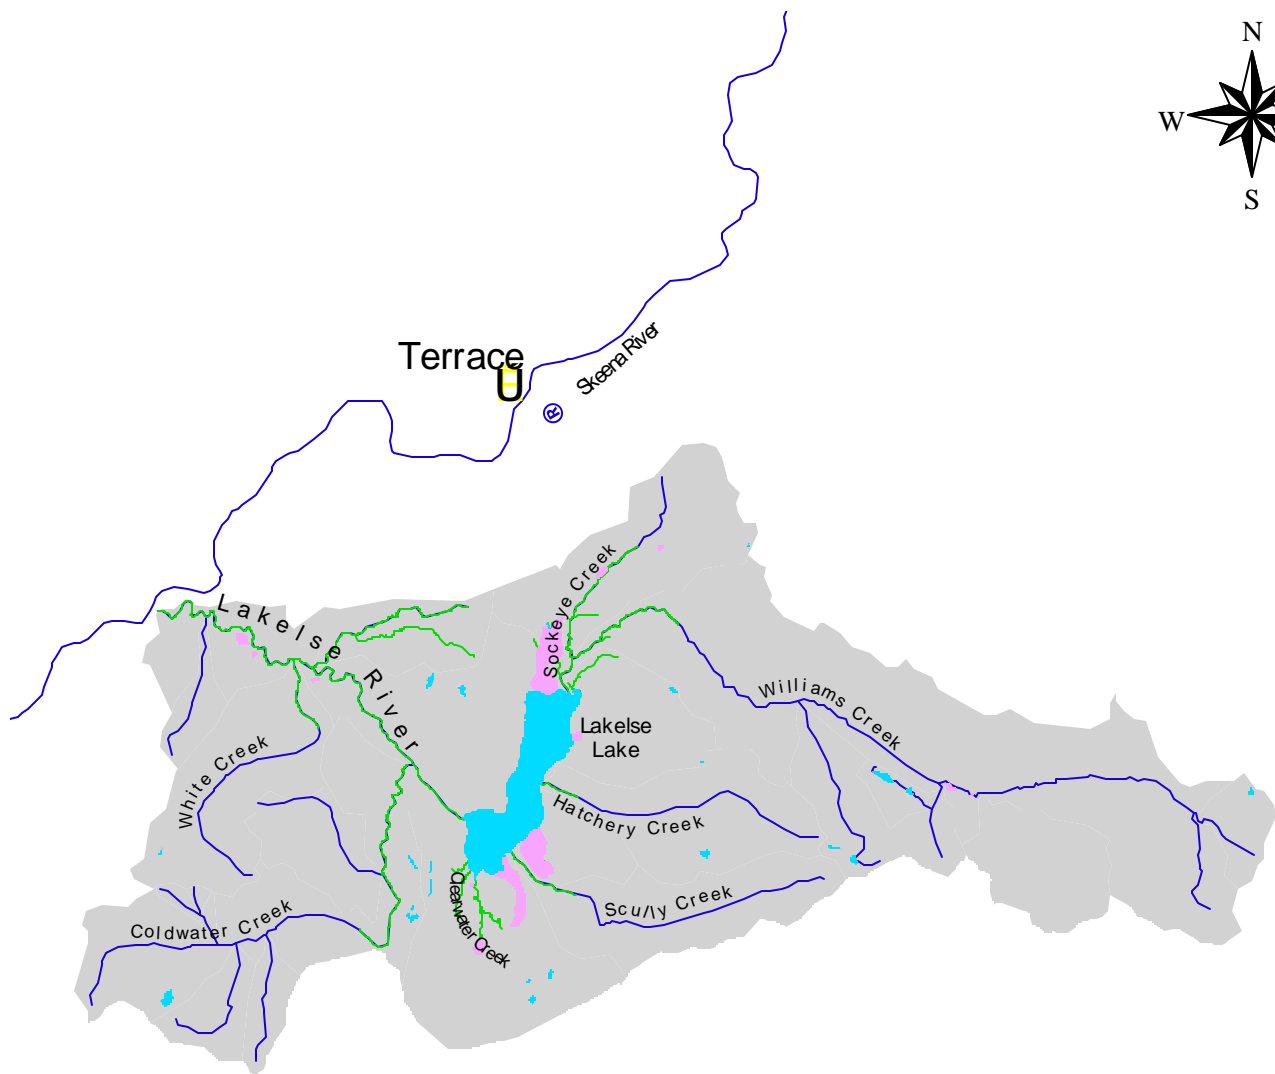 N
W
S
Terrace
U
Skeena River
®
Lakelse River
Sockeye Creek
Williams Creek
Lakelse
Lake
White Creek
Hatchery Creek
Clearwater Creek
Scully Creek
Coldwater Creek